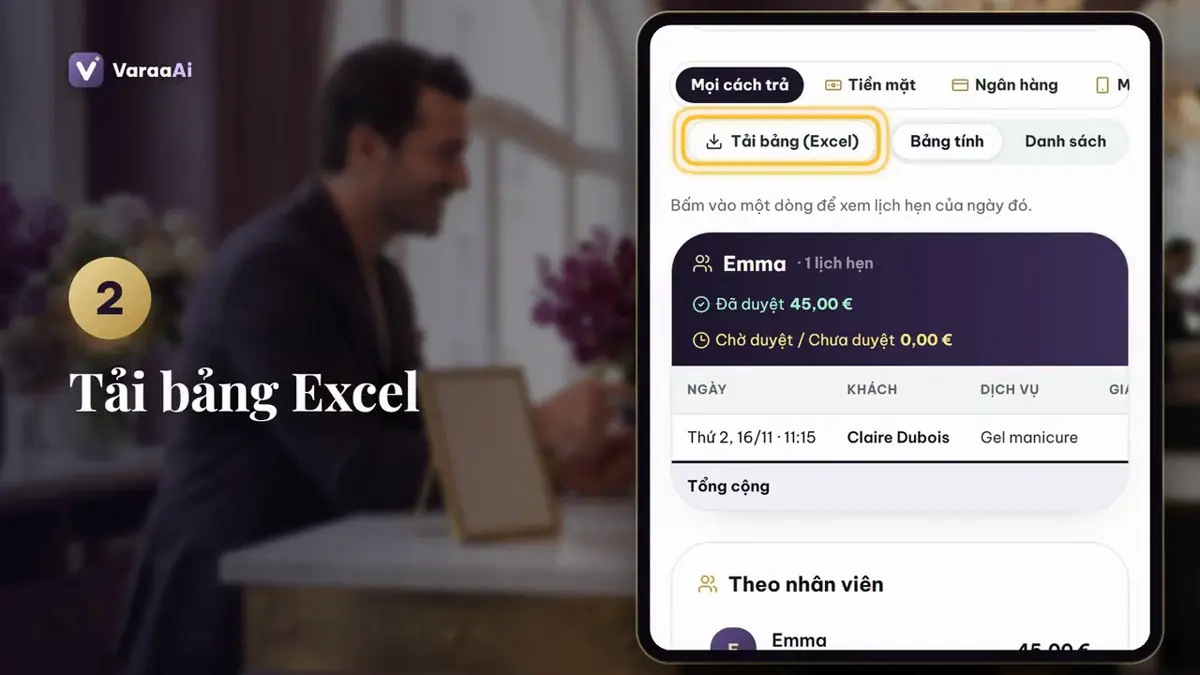 VaraaAi
2
Tải bảng Excel
Mọi cách trả
Tiền mặt
Ngân hàng
Tải bảng (Excel)
Bảng tính
Danh sách
Bấm vào một dòng để xem lịch hẹn của ngày đó.
Emma · 1 lịch hẹn
Đã duyệt 45,00 €
Chờ duyệt / Chưa duyệt 0,00 €
NGÀY KHÁCH DỊCH VỤ
Thứ 2, 16/11 · 11:15 Claire Dubois Gel manicure
Tổng cộng
Theo nhân viên
Emma
45,00 €